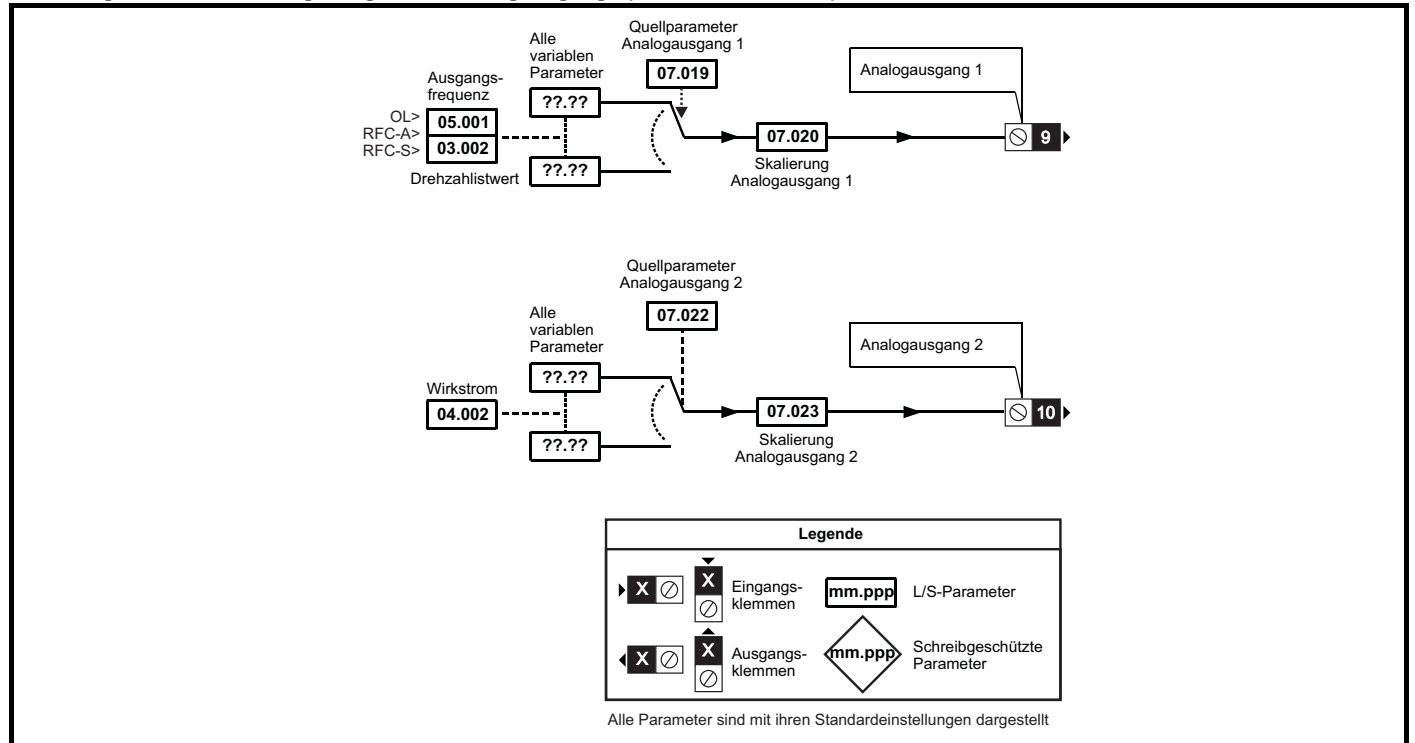 Alle
variablen
Parameter
Quellparameter
Analogausgang 1
07.019
Ausgangs-
frequenz
OL>
RFC-A>
RFC-S>
05.001
03.002
Drehzahlistwert
??.??
??.??
07.020
Skalierung
Analogausgang 1
Analogausgang 1
9
Quellparameter
Analogausgang 2
07.022
Alle
variablen
Parameter
Wirkstrom
04.002
??.??
??.??
07.023
Skalierung
Analogausgang 2
Analogausgang 2
10
Legende
X
X
Eingangs-
klemmen
mm.ppp
L/S-Parameter
X
X
Ausgangs-
klemmen
mm.ppp
Schreibgeschützte
Parameter
Alle Parameter sind mit ihren Standardeinstellungen dargestellt